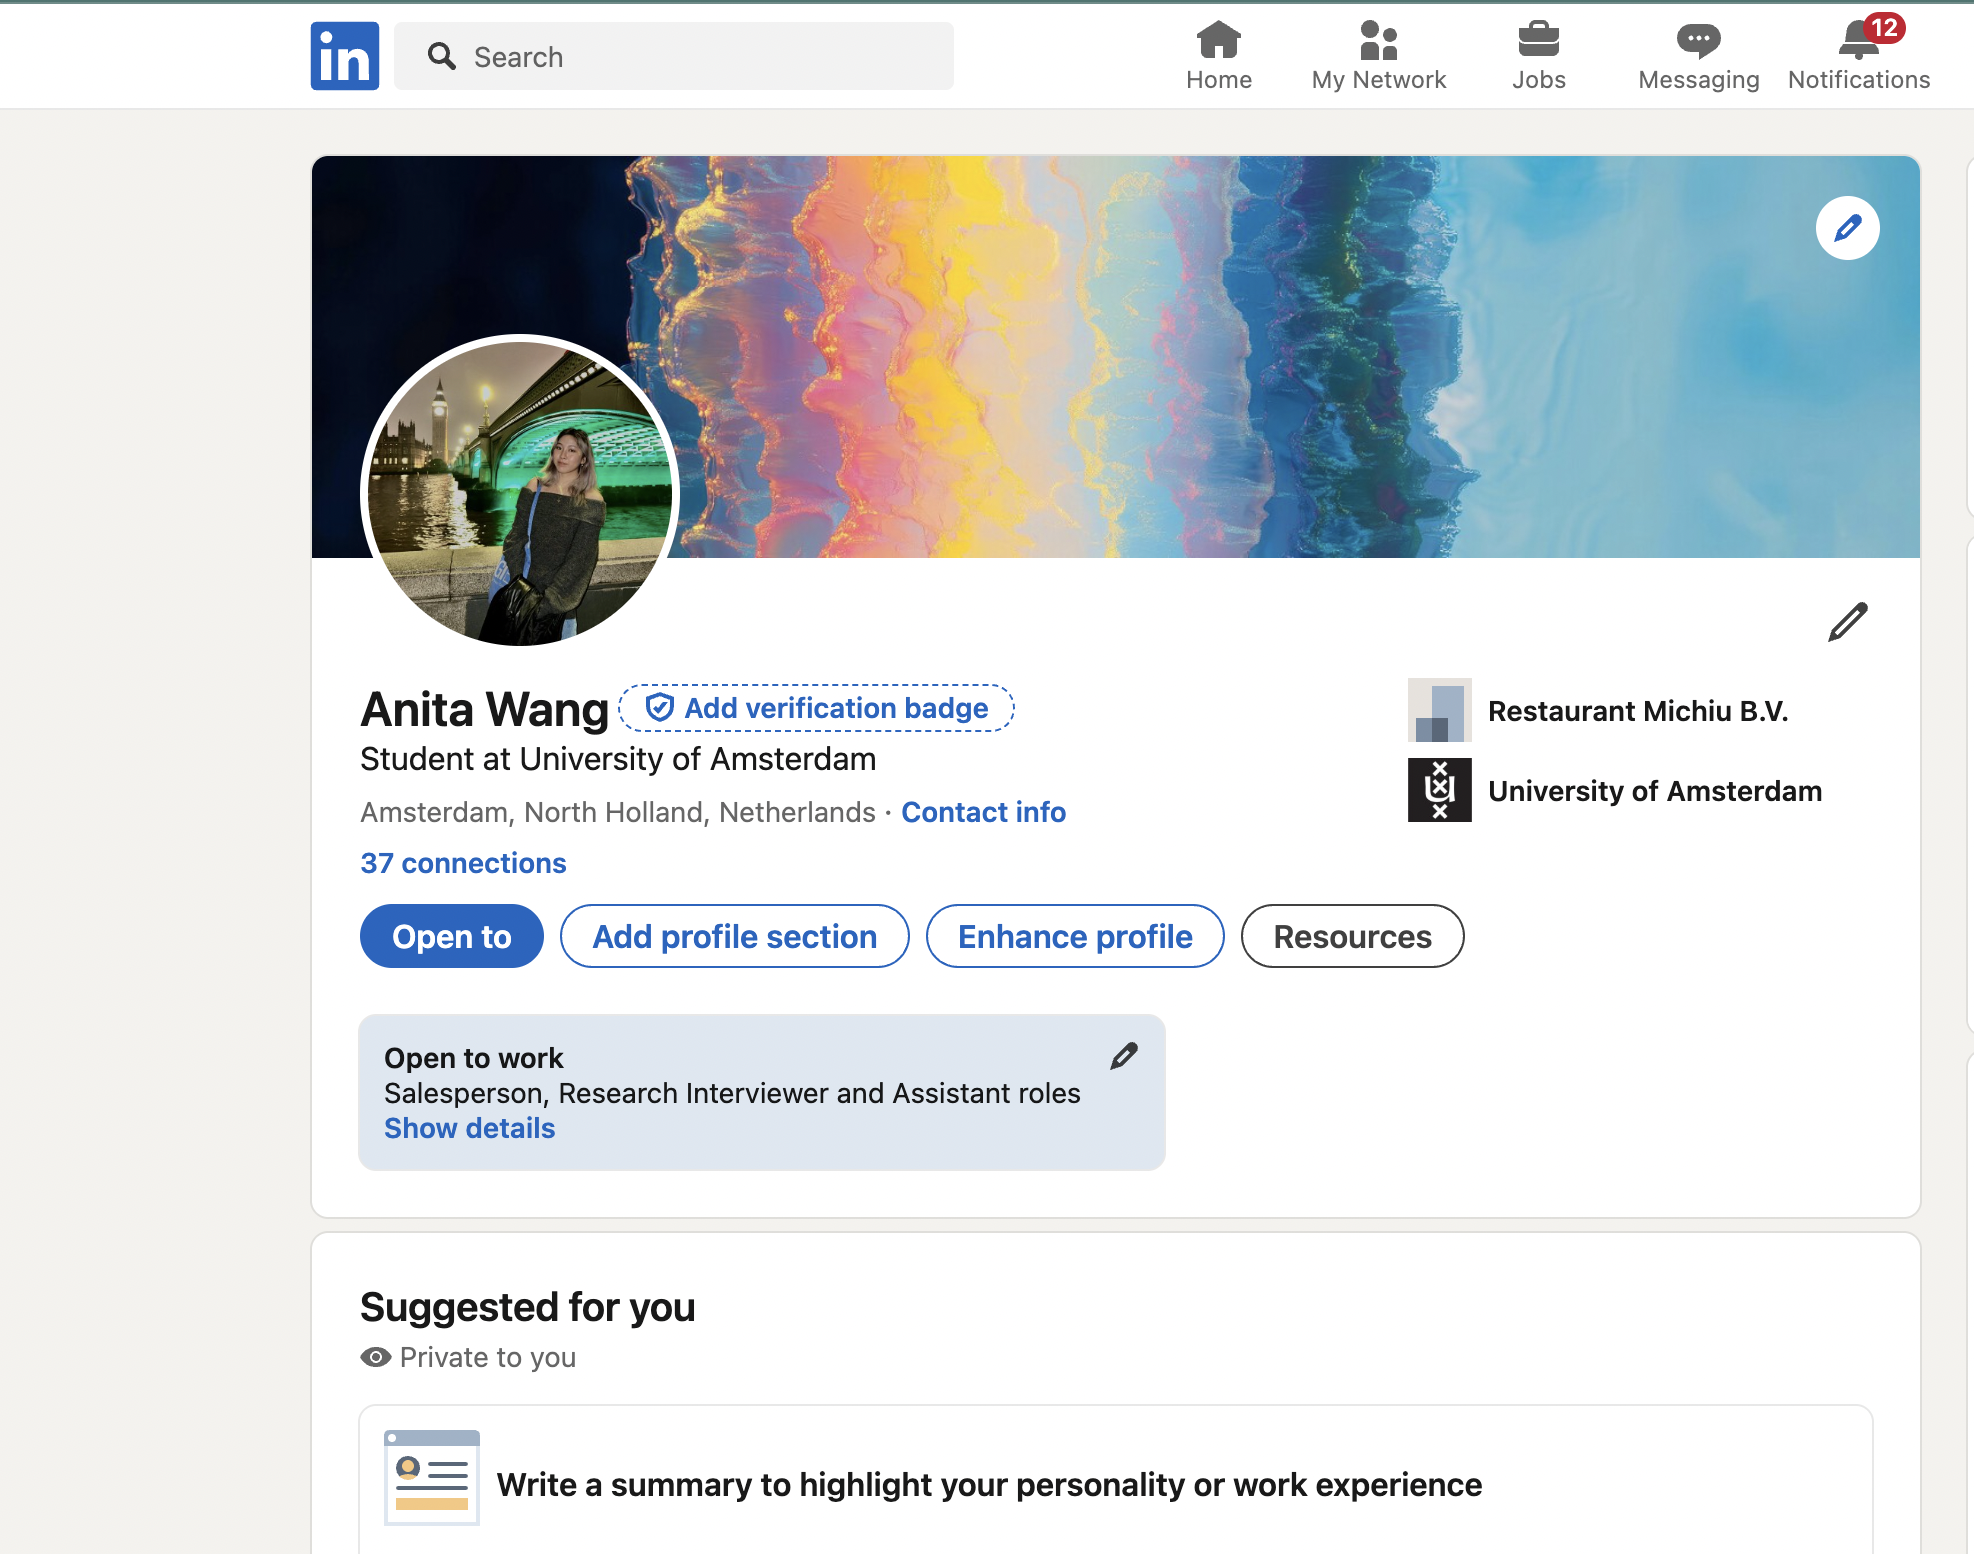 in
Search
Home
My Network
Jobs
Messaging
12
Notifications
Anita Wang
Add verification badge
Student at University of Amsterdam
Amsterdam, North Holland, Netherlands · Contact info
37 connections
Restaurant Michiu B.V.
University of Amsterdam
Open to
Add profile section
Enhance profile
Resources
Open to work
Salesperson, Research Interviewer and Assistant roles
Show details
Suggested for you
Private to you
Write a summary to highlight your personality or work experience